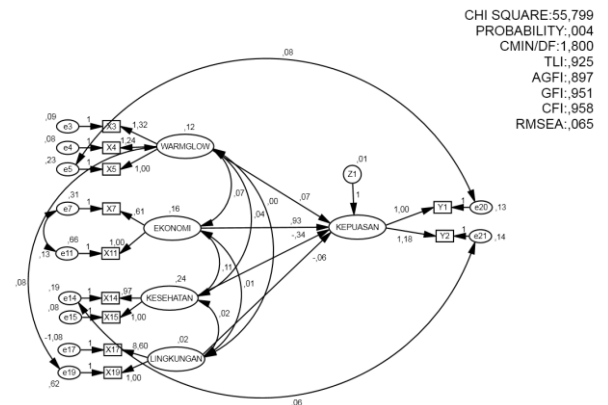 CHI SQUARE:55,799
PROBABILITY:,004
CMIN/DF:1,800
TLI:,925
AGFI:,897
GFI:,951
CFI:,958
RMSEA:,065
,08
,09
e3 1 X3 1,32
,12
,08
e4 1 X4 1,24 WARMGLOW
,23
e5 1 X5 1,00
,01
Z1
1
,07
,00
,07
,04
,31
e7 1 X7 ,61
,16
EKONOMI
,93
KEPUASAN
1,00 Y1 1 e20 ,13
1,18 Y2 1 e21 ,14
,66
e11 1 X11 1,00
,13
-,34
-,06
,11
,01
,24
,08
,19
e14 1 X14 ,97
KESEHATAN
,08
e15 1 X15 1,00
,02
,02
-1,08
e17 1 X17 8,60
LINGKUNGAN
e19 1 X19 1,00
,62
,06